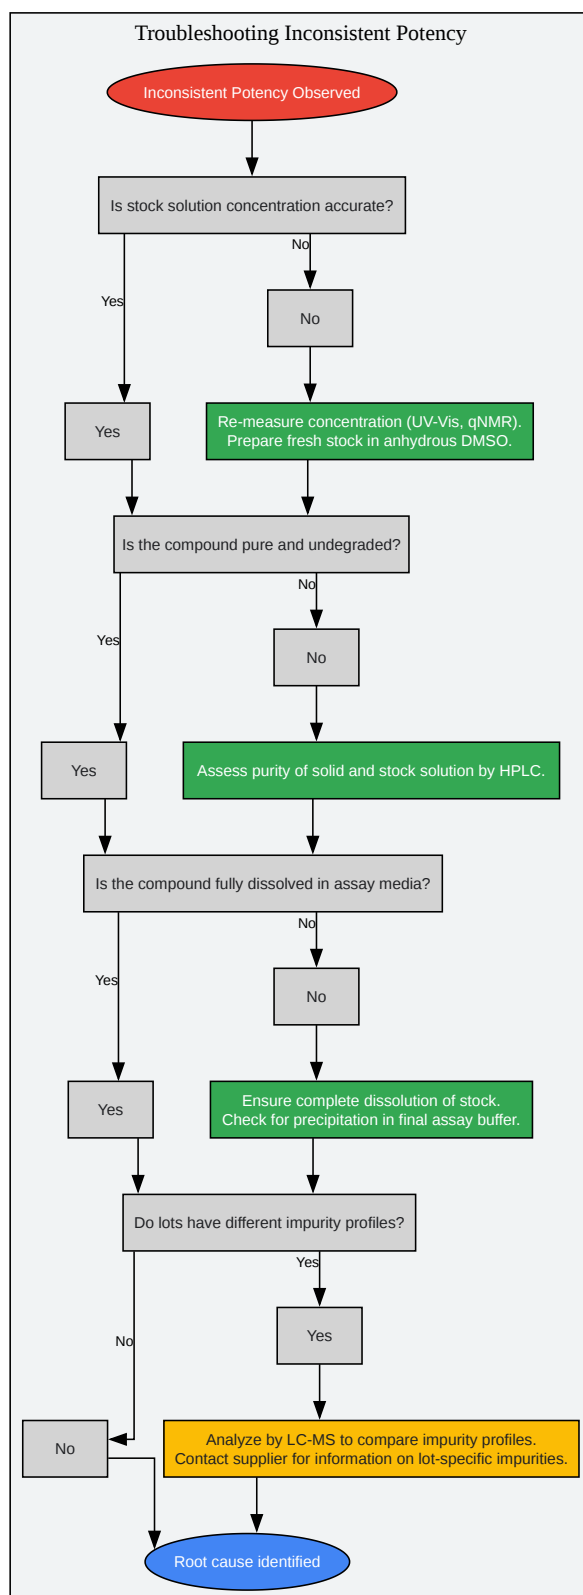 Troubleshooting Inconsistent Potency
Inconsistent Potency Observed
Is stock solution concentration accurate?
No
Yes
No
Yes
Re-measure concentration (UV-Vis, qNMR).
Prepare fresh stock in anhydrous DMSO.
Is the compound pure and undegraded?
No
Yes
No
Yes
Assess purity of solid and stock solution by HPLC.
Is the compound fully dissolved in assay media?
No
Yes
No
Yes
Ensure complete dissolution of stock.
Check for precipitation in final assay buffer.
Do lots have different impurity profiles?
Yes
No
Yes
No
Analyze by LC-MS to compare impurity profiles.
Contact supplier for information on lot-specific impurities.
Root cause identified